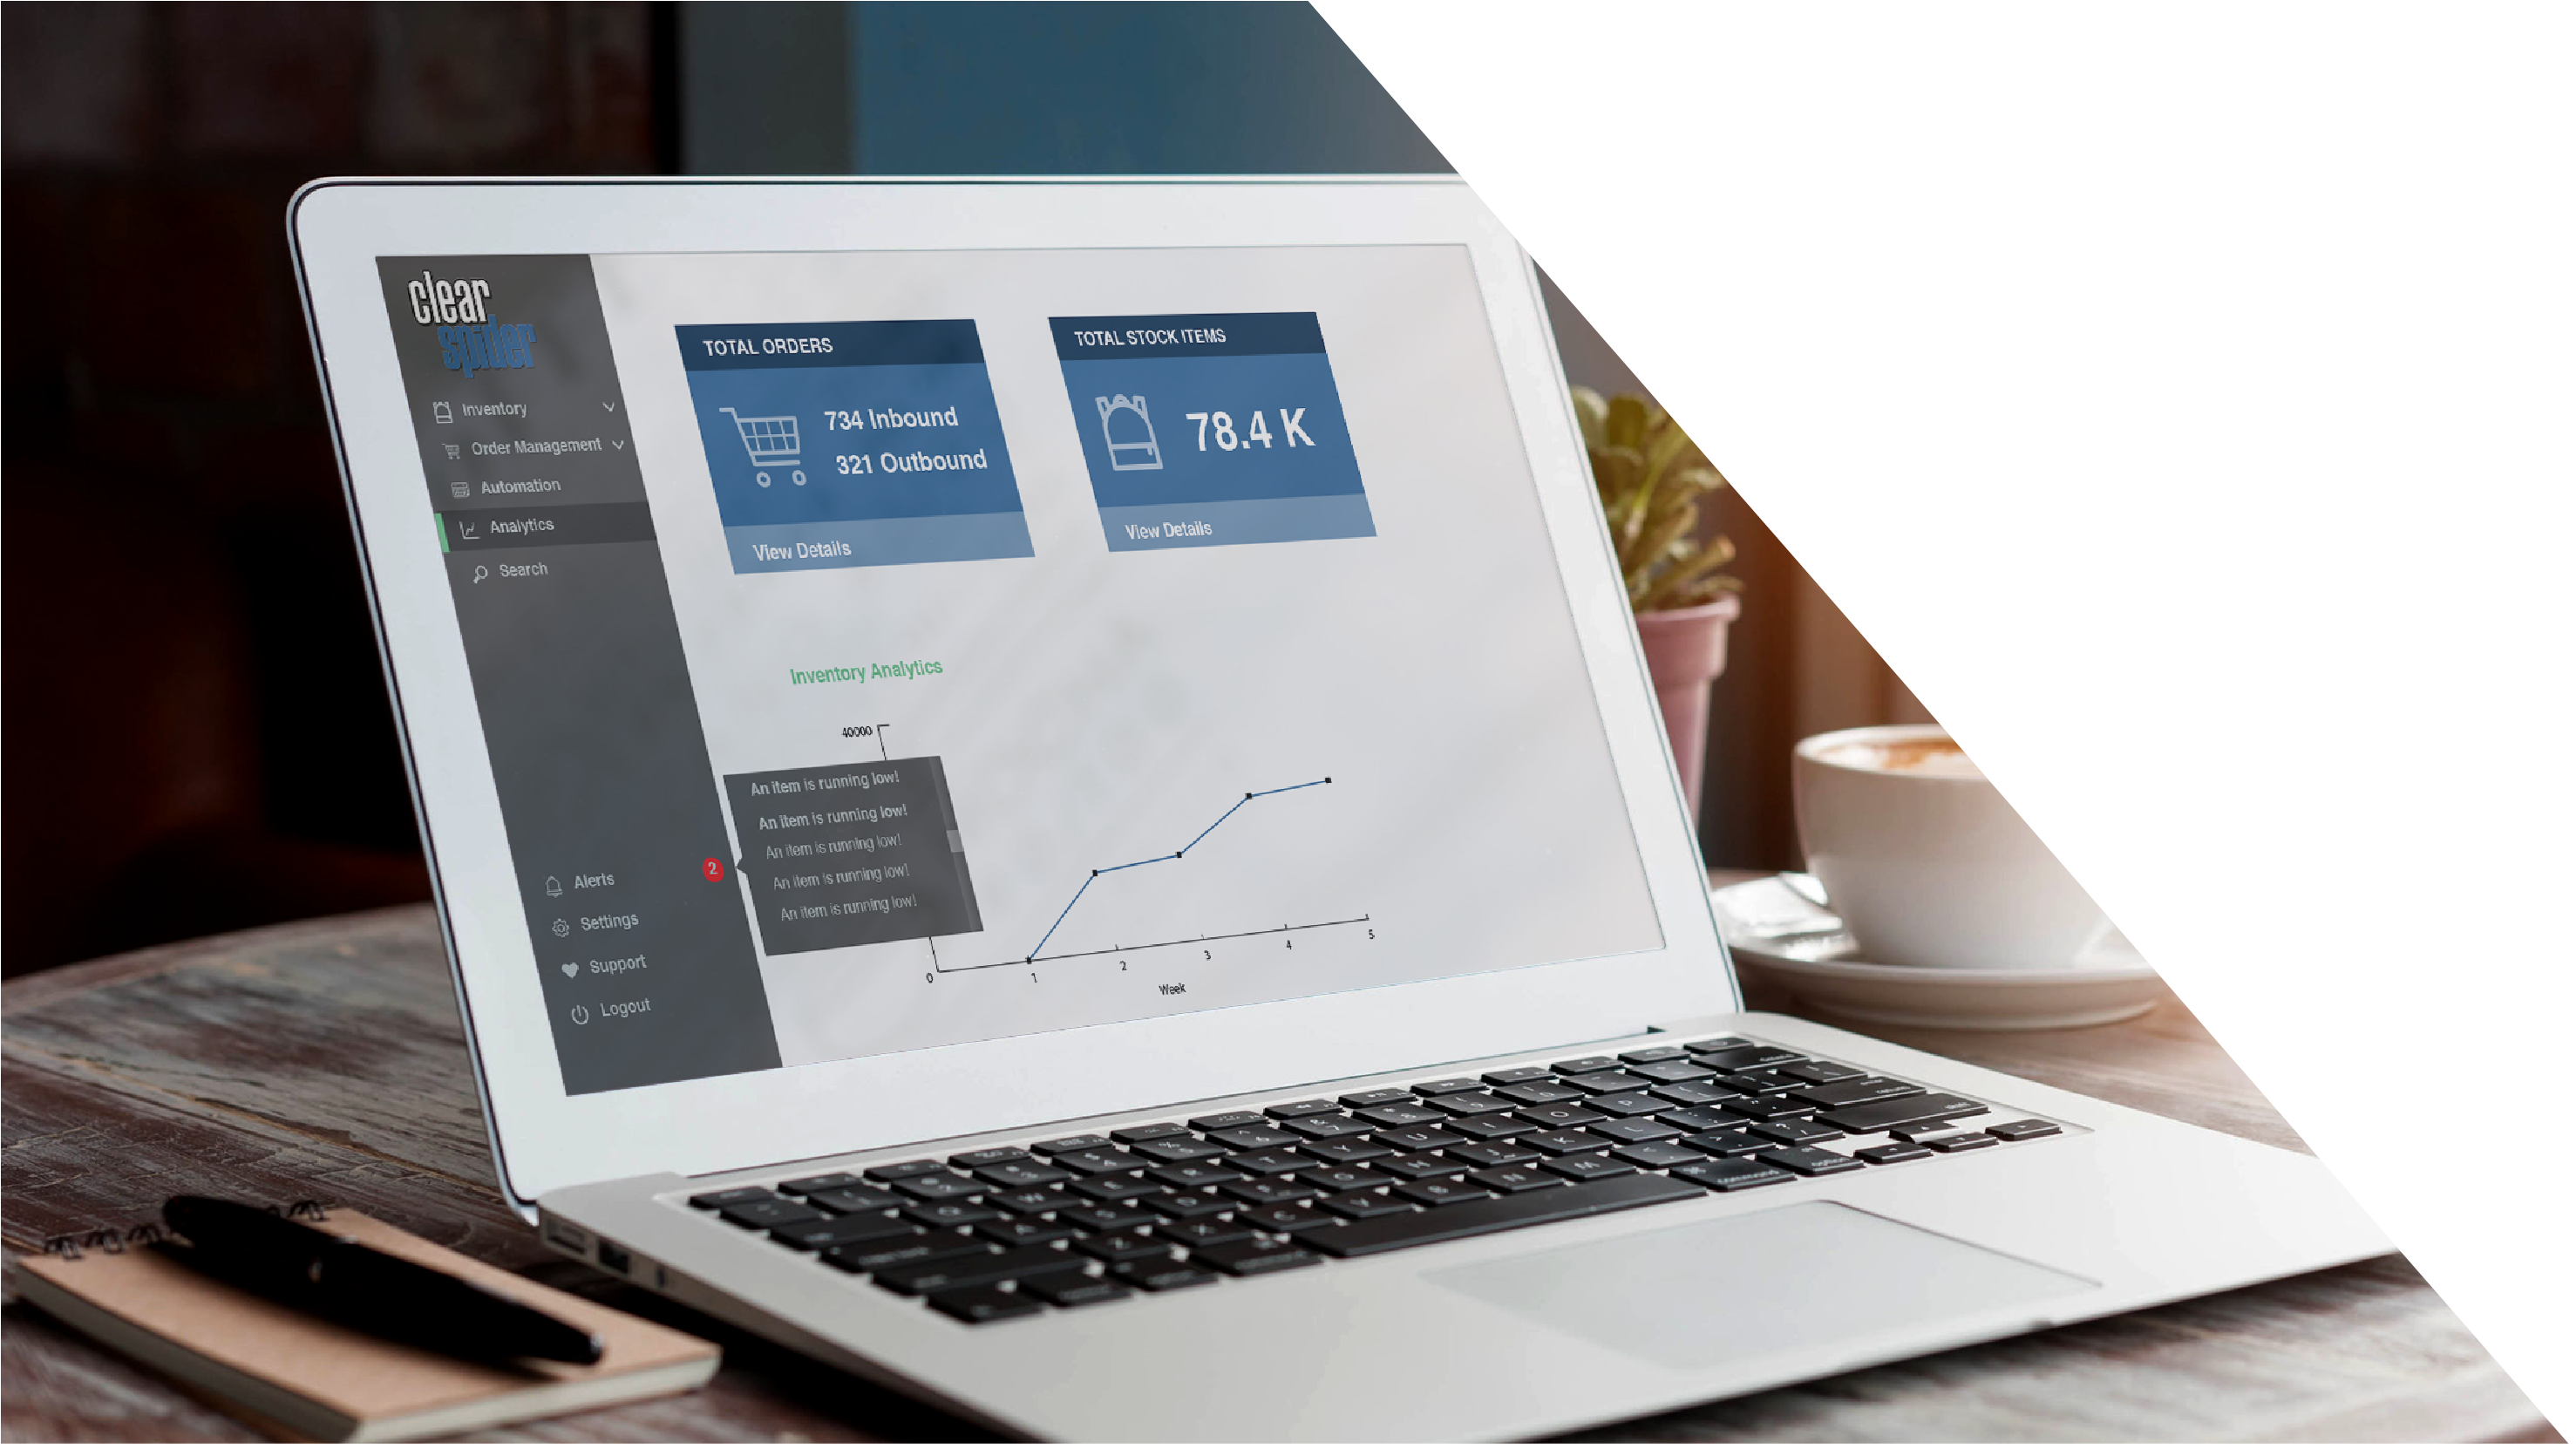 clear
spider
Inventory
Order Management
Automation
Analytics
Search
Alerts
2
Settings
Support
Logout
TOTAL ORDERS
734 Inbound
321 Outbound
View Details
TOTAL STOCK ITEMS
78.4 K
View Details
Inventory Analytics
40000
An item is running low!
An item is running low!
An item is running low!
An item is running low!
An item is running low!
0 1 2 3 4 5
Week
command
option